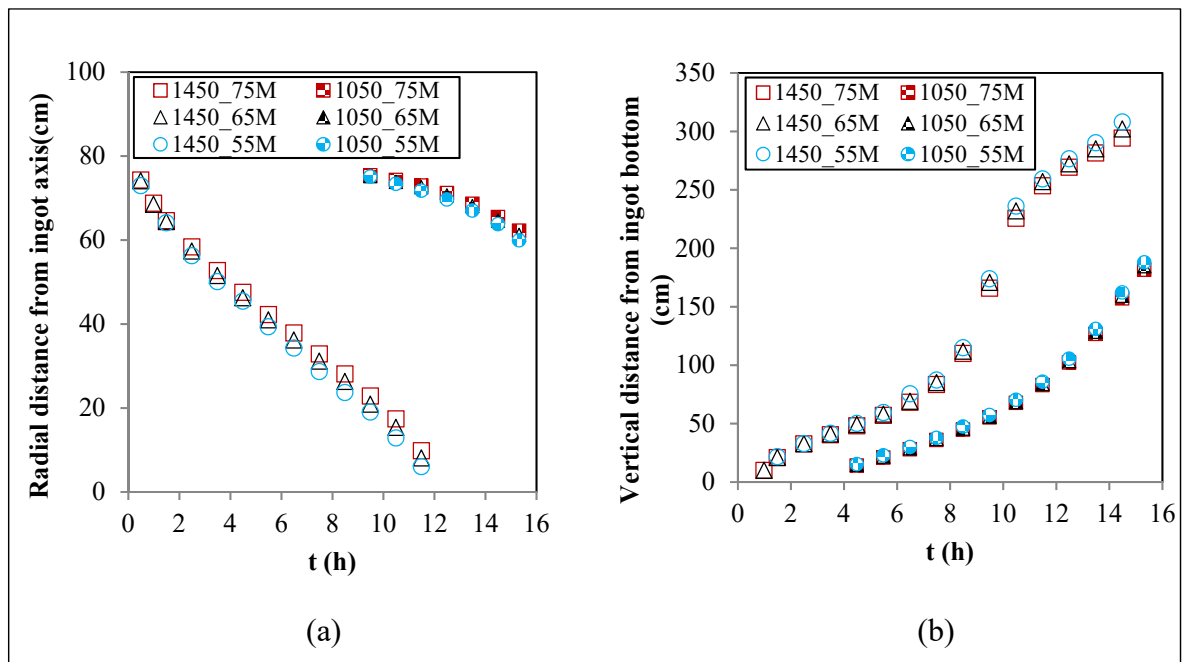 100
80
60
40
20
0
0 2 4 6 8 10 12 14 16
Radial distance from ingot axis(cm)
t (h)
1450_75M 1050_75M
1450_65M 1050_65M
1450_55M 1050_55M
(a)
350
300
250
200
150
100
50
0
0 2 4 6 8 10 12 14 16
Vertical distance from ingot bottom
(cm)
t (h)
1450_75M 1050_75M
1450_65M 1050_65M
1450_55M 1050_55M
(b)